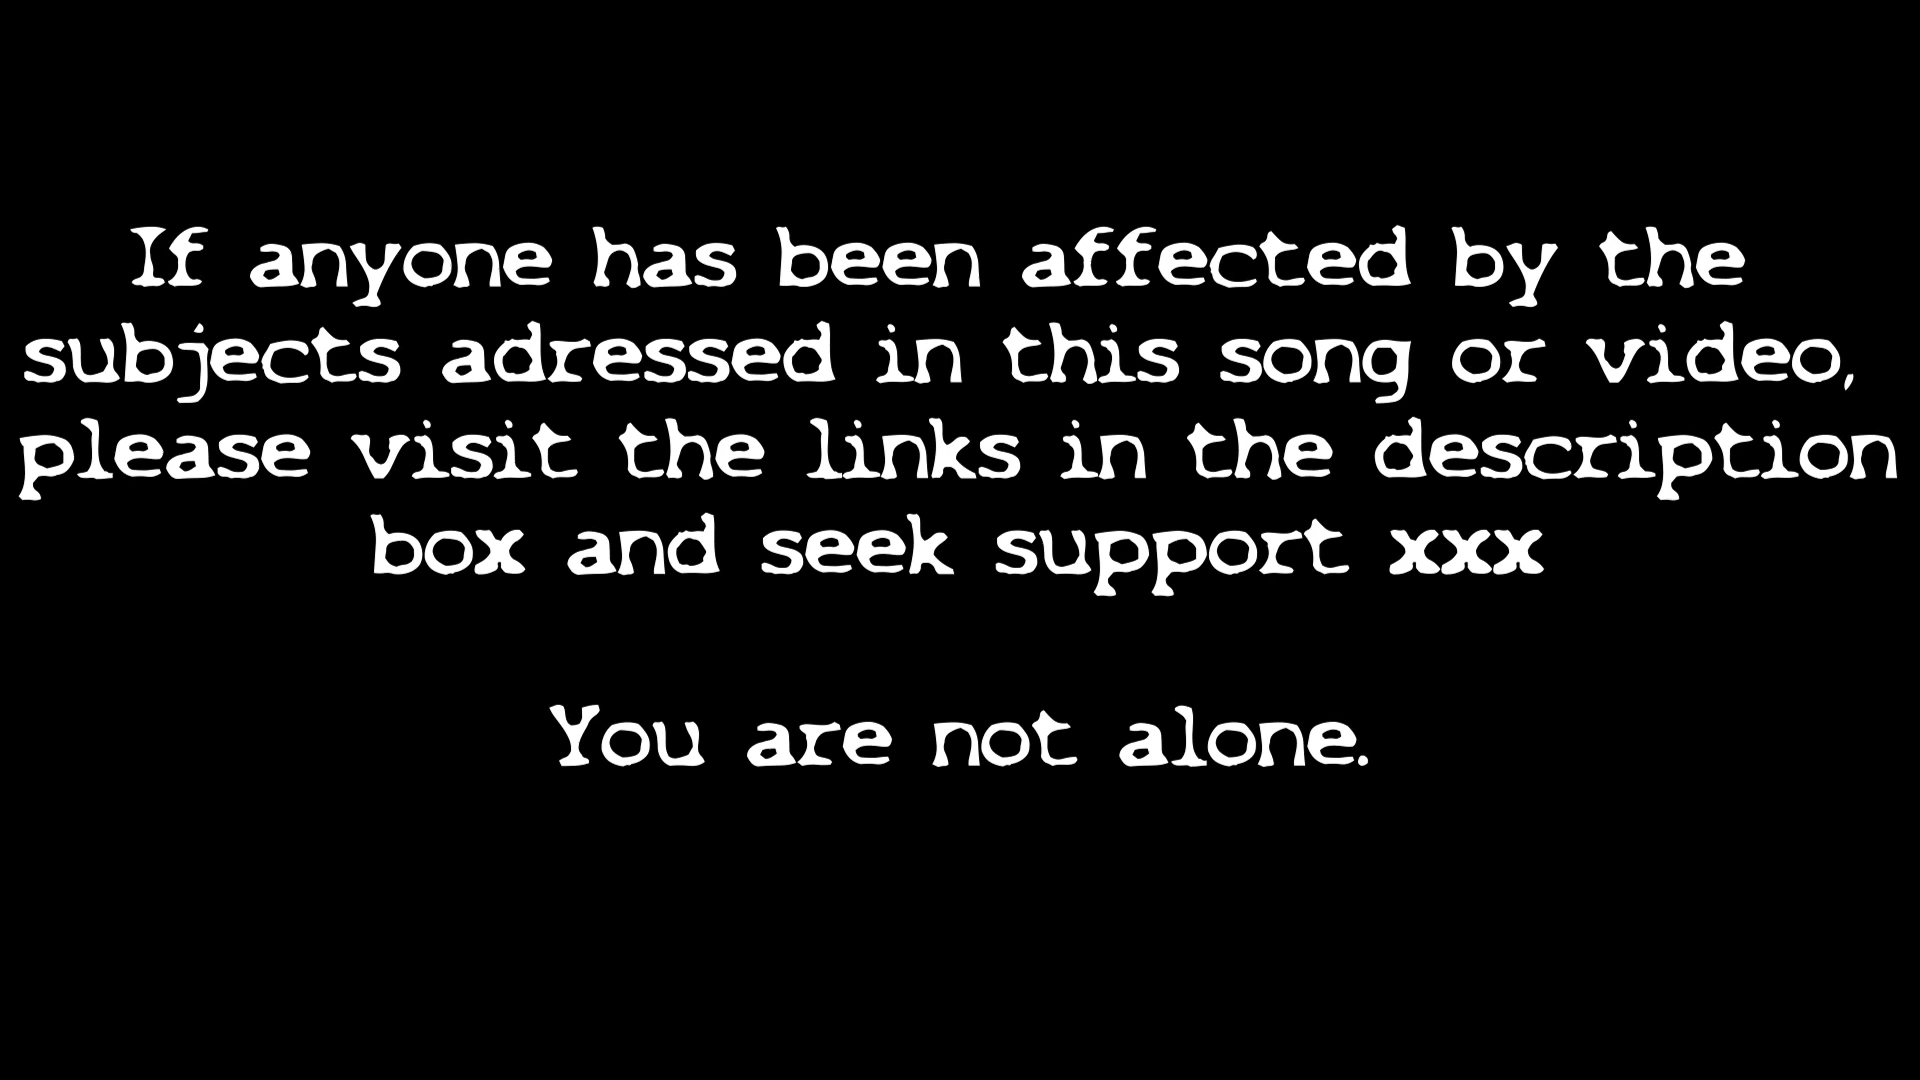 If anyone has been affected by the
subjects adressed in this song or video,
please visit the links in the description
box and seek support xxx
You are not alone.